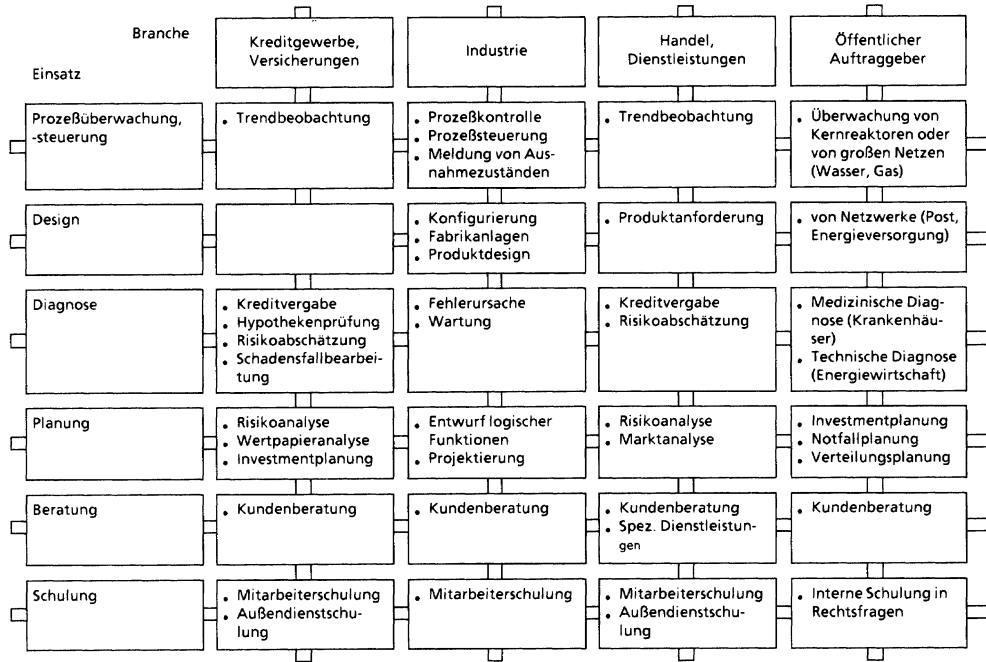 Branche
Einsatz
Kreditgewerbe,
Versicherungen
Industrie
Handel,
Dienstleistungen
Öffentlicher
Auftraggeber
Prozeßüberwachung,
-steuerung
• Trendbeobachtung
• Prozeßkontrolle
• Prozeßsteuerung
• Meldung von Aus-
nahmezuständen
• Trendbeobachtung
• Überwachung von
Kernreaktoren oder
von großen Netzen
(Wasser, Gas)
Design
• Konfigurierung
• Fabrikanlagen
• Produktdesign
• Produktanforderung
• von Netzwerke (Post,
Energieversorgung)
Diagnose
• Kreditvergabe
• Hypothekenprüfung
• Risikoabschätzung
• Schadensfallbearbei-
tung
• Fehlerursache
• Wartung
• Kreditvergabe
• Risikoabschätzung
• Medizinische Diag-
nose (Krankenhäu-
ser)
• Technische Diagnose
(Energiewirtschaft)
Planung
• Risikoanalyse
• Wertpapieranalyse
• Investmentplanung
• Entwurf logischer
Funktionen
• Projektierung
• Risikoanalyse
• Marktanalyse
• Investmentplanung
• Notfallplanung
• Verteilungsplanung
Beratung
• Kundenberatung
• Kundenberatung
• Kundenberatung
• Spez. Dienstleistun-
gen
• Kundenberatung
Schulung
• Mitarbeiterschulung
• Außendienstschu-
lung
• Mitarbeiterschulung
• Mitarbeiterschulung
• Außendienstschu-
lung
• Interne Schulung in
Rechtsfragen